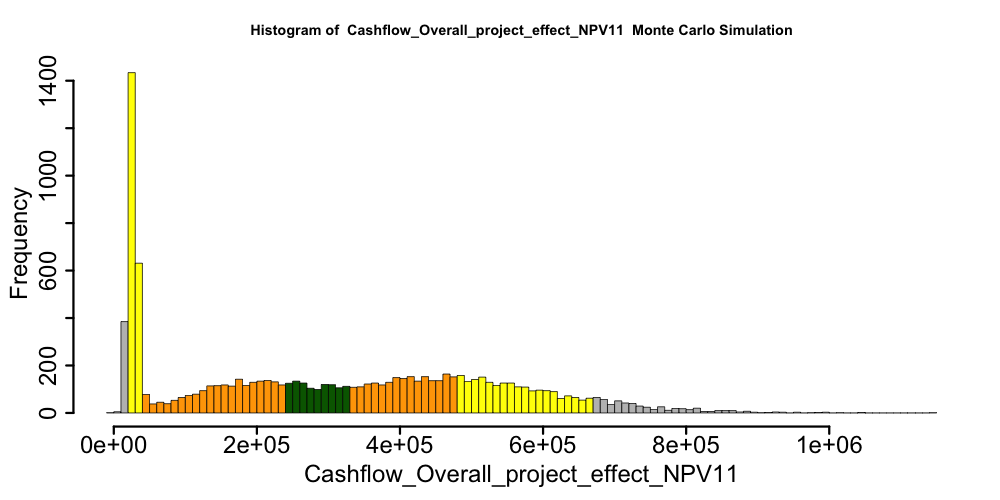 Histogram of  Cashflow_Overall_project_effect_NPV11  Monte Carlo Simulation
Frequency
1400
1000
600
200
0
0e+00 2e+05 4e+05 6e+05 8e+05 1e+06
Cashflow_Overall_project_effect_NPV11